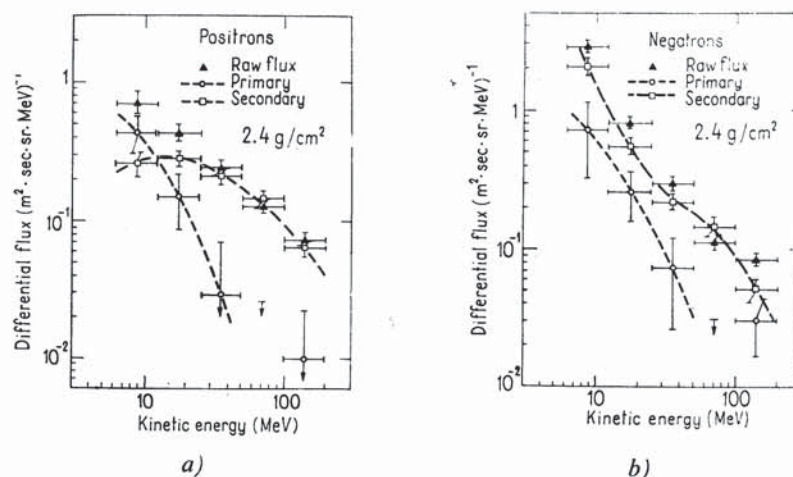 Positrons
Raw flux
Primary
Secondary
2.4 g/cm²
1
10⁻¹
10⁻²
10
100
Differential flux (m²· sec· sr· MeV)⁻¹
Kinetic energy (MeV)
a)
Negatrons
Raw flux
Primary
Secondary
2.4 g/cm²
1
10⁻¹
10⁻²
10
100
Differential flux (m²· sec· sr· MeV)⁻¹
Kinetic energy (MeV)
b)